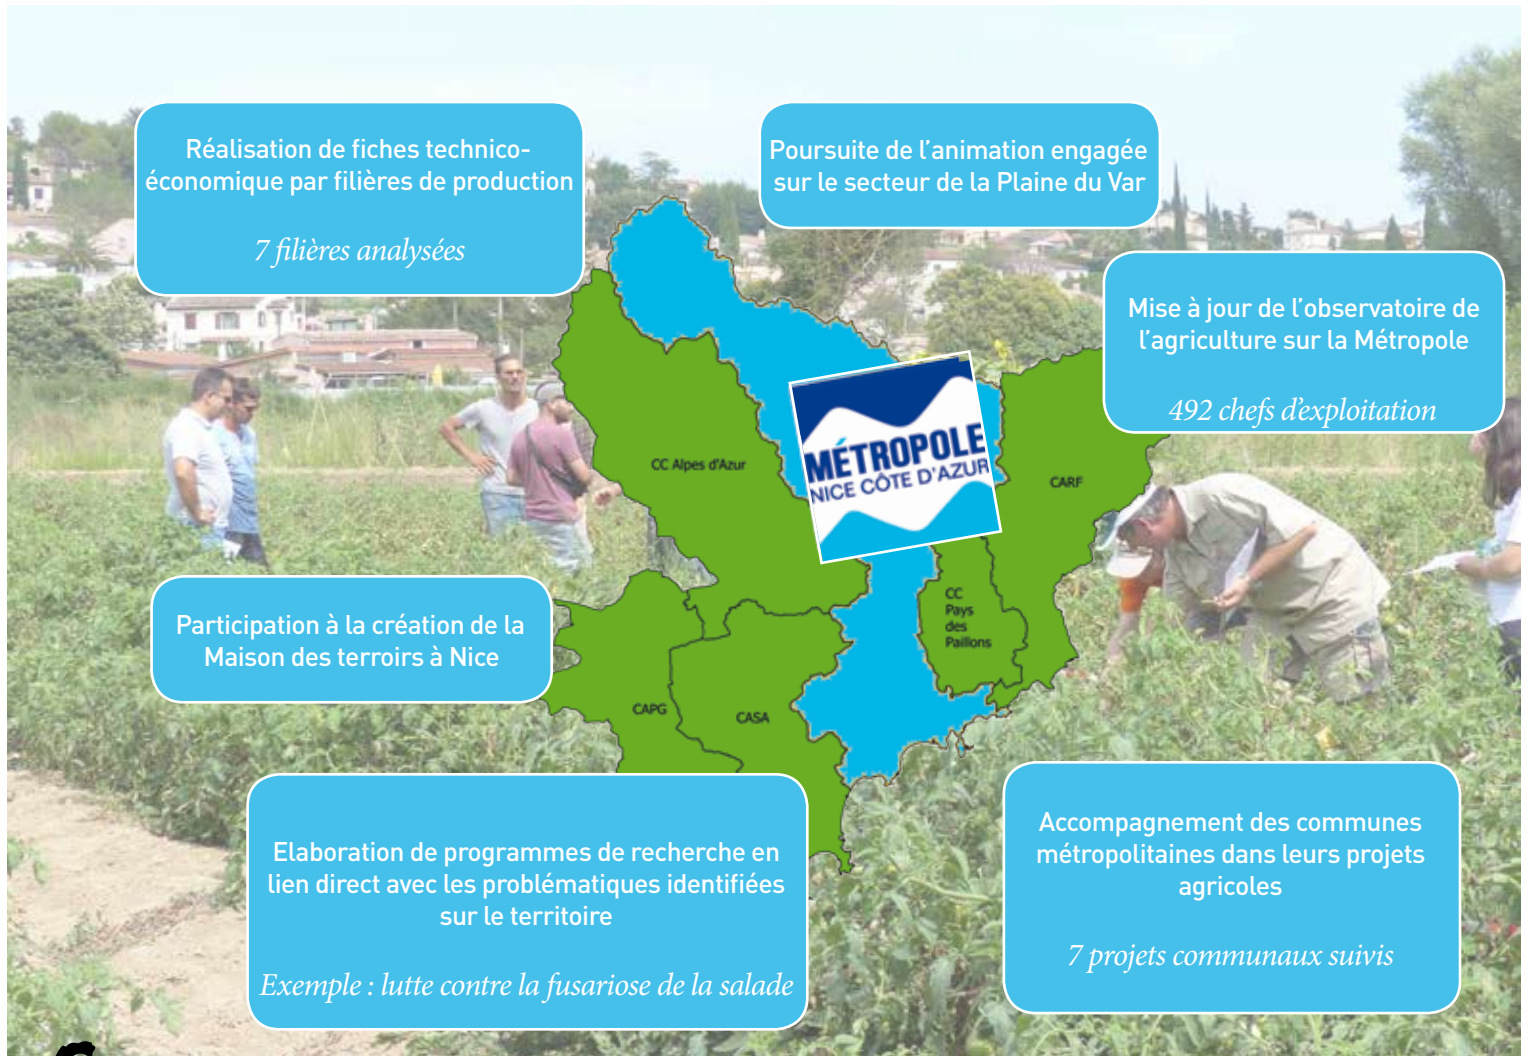 Réalisation de fiches technico-
économique par filières de production
7 filières analysées
Poursuite de l’animation engagée
sur le secteur de la Plaine du Var
Mise à jour de l’observatoire de
l’agriculture sur la Métropole
492 chefs d’exploitation
CC Alpes d'Azur
MÉTROPOLE
NICE CÔTE D'AZUR
CARF
CC
Pays
des
Paillons
Participation à la création de la
Maison des terroirs à Nice
CAPG
CASA
Elaboration de programmes de recherche en
lien direct avec les problématiques identifiées
sur le territoire
Exemple : lutte contre la fusariose de la salade
Accompagnement des communes
métropolitaines dans leurs projets
agricoles
7 projets communaux suivis